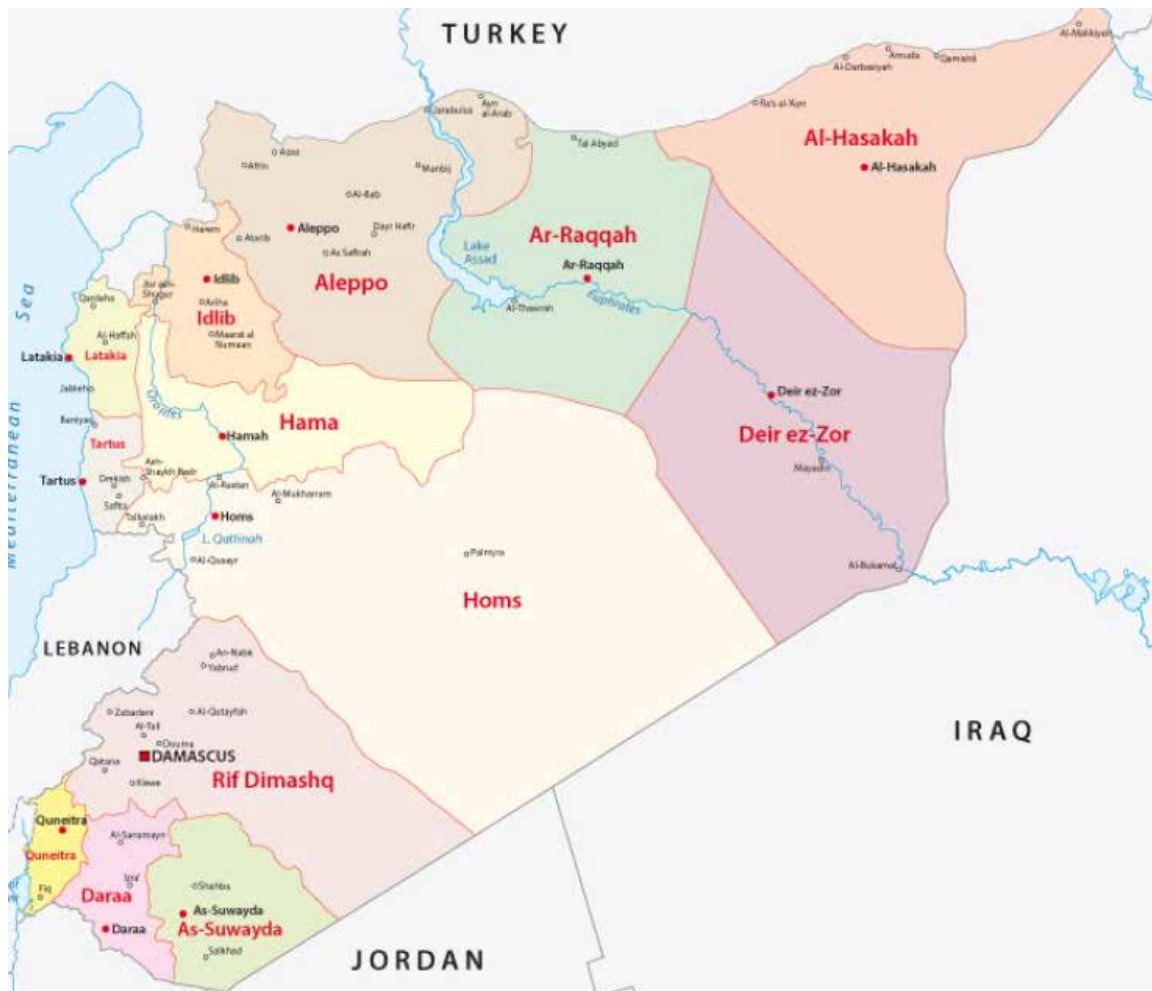 TURKEY
Al-Malikiyah
Amuda
Qamishli
Al-Darbasiyah
Ra's al-'Ayn
Al-Hasakah
Al-Hasakah
Jarabulus
Ayn
al-Arab
Tal Abyad
Azaz
Afrin
Manbij
Al-Bab
Aleppo
Dayr Hafir
Atarib
As Safirah
Aleppo
Harem
Lake
Assad
Ar-Raqqah
Ar-Raqqah
Al-Thawrah
Euphrates
Jisr ash-
Shugur
Idlib
Ariha
Idlib
Maarat al
Numaan
Qardaha
Al-Haffah
Latakia
Latakia
Jableh
Mediterranean Sea
Orontes
Baniyas
Hama
Hamah
Deir ez-Zor
Deir ez-Zor
Mayadin
Al-Bukamal
Tartus
Tartus
Ash-
Shaykh Badr
Drekish
Safita
Tallkalakh
Al-Rastan
Al-Mukharram
Homs
L. Qattinah
Al-Qusayr
Palmyra
Homs
LEBANON
An-Nabk
Yabrud
Zabadani
Al-Qutayfah
Al-Tall
Douma
DAMASCUS
Qatana
Rif Dimashq
IRAQ
Quneitra
Quneitra
Fiq
Al-Sanamayn
Izra'
Daraa
Daraa
Shahba
As-Suwayda
As-Suwayda
Salkhad
JORDAN